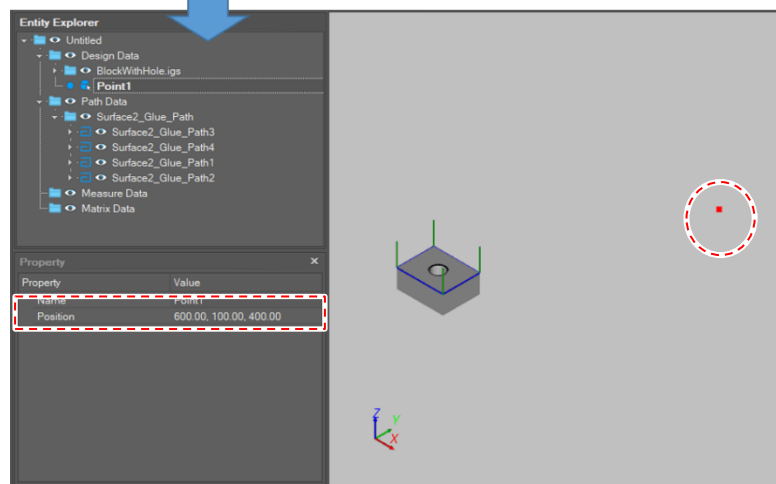 Entity Explorer
Untitled
Design Data
BlockWithHole.igs
Point1
Path Data
Surface2_Glue_Path
Surface2_Glue_Path3
Surface2_Glue_Path4
Surface2_Glue_Path1
Surface2_Glue_Path2
Measure Data
Matrix Data
Property ×
Property Value
Name Point1
Position 600.00, 100.00, 400.00
Z
Y
X